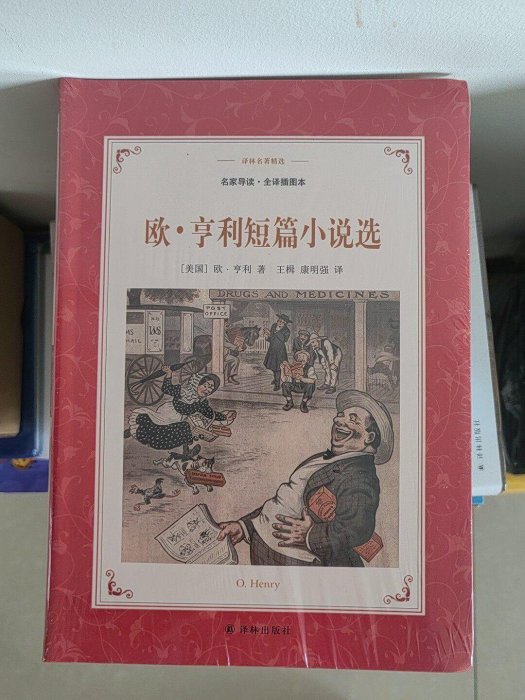 译林名著精选
名家导读·全译插图本
欧·亨利短篇小说选
[美国] 欧·亨利 著 王楫 康明强 译
DRUGS AND MEDICINES
POST
OFFICE
MAIL
O. Henry
译林出版社